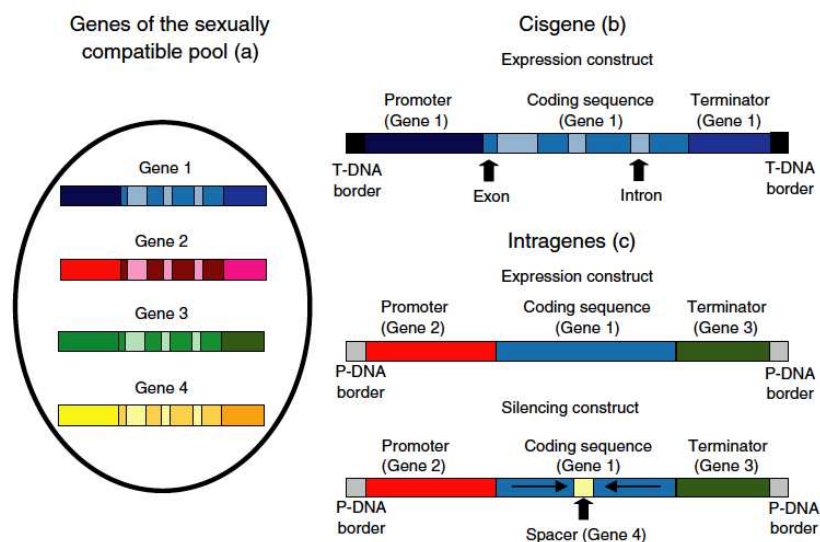 Genes of the sexually
compatible pool (a)
Gene 1
Gene 2
Gene 3
Gene 4
Cisgene (b)
Expression construct
Promoter
(Gene 1)
Coding sequence
(Gene 1)
Terminator
(Gene 1)
T-DNA
border
Exon
Intron
T-DNA
border
Intragenes (c)
Expression construct
Promoter
(Gene 2)
Coding sequence
(Gene 1)
Terminator
(Gene 3)
P-DNA
border
P-DNA
border
Silencing construct
Promoter
(Gene 2)
Coding sequence
(Gene 1)
Terminator
(Gene 3)
P-DNA
border
Spacer (Gene 4)
P-DNA
border